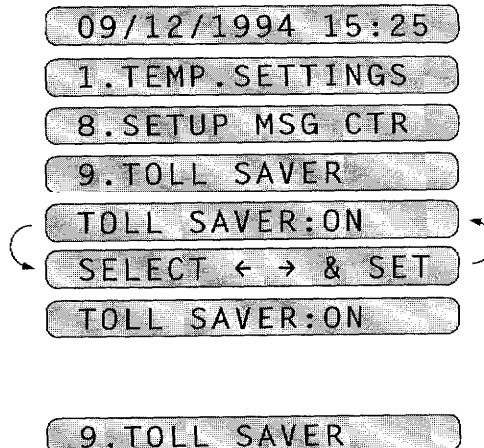 09/12/1994 15:25
1.TEMP.SETTINGS
8.SETUP MSG CTR
9.TOLL SAVER
TOLL SAVER:ON
SELECT ← → & SET
TOLL SAVER:ON
9.TOLL SAVER